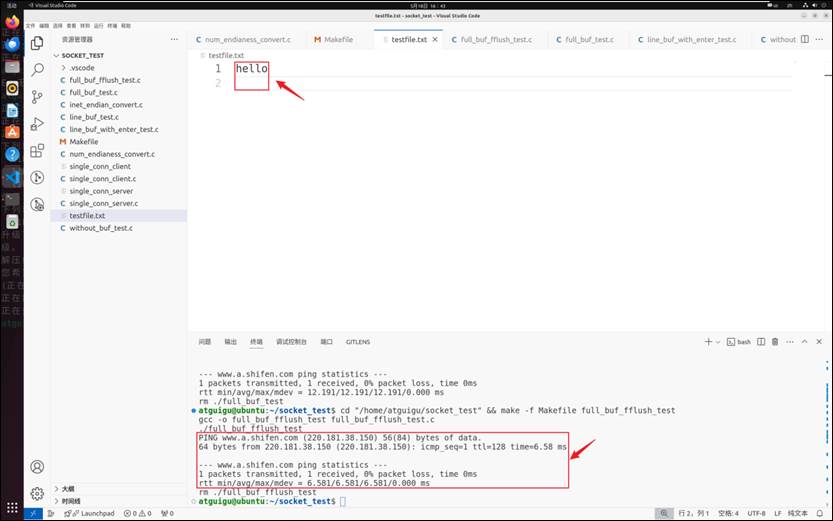 活动
Visual Studio Code
5月18日 16：43
zh
testfile.txt - socket_test - Visual Studio Code
文件 编辑 选择 查看 转到 运行 终端 帮助
资源管理器
SOCKET_TEST
.vscode
full_buf_fflush_test.c
full_buf_test.c
inet_endian_convert.c
line_buf_test.c
line_buf_with_enter_test.c
Makefile
num_endianess_convert.c
single_conn_client
single_conn_client.c
single_conn_server
single_conn_server.c
testfile.txt
without_buf_test.c
大纲
时间线
num_endianess_convert.c
Makefile
testfile.txt
full_buf_fflush_test.c
full_buf_test.c
line_buf_with_enter_test.c
without
testfile.txt
1 hello
2
问题 输出 终端 调试控制台 端口 GITLENS
bash
--- www.a.shifen.com ping statistics ---
1 packets transmitted, 1 received, 0% packet loss, time 0ms
rtt min/avg/max/mdev = 12.191/12.191/12.191/0.000 ms
rm ./full_buf_test
atguigu@ubuntu:~/socket_test$ cd "/home/atguigu/socket_test" && make -f Makefile full_buf_fflush_test
gcc -o full_buf_fflush_test full_buf_fflush_test.c
./full_buf_fflush_test
PING www.a.shifen.com (220.181.38.150) 56(84) bytes of data.
64 bytes from 220.181.38.150 (220.181.38.150): icmp_seq=1 ttl=128 time=6.58 ms
--- www.a.shifen.com ping statistics ---
1 packets transmitted, 1 received, 0% packet loss, time 0ms
rtt min/avg/max/mdev = 6.581/6.581/6.581/0.000 ms
rm ./full_buf_fflush_test
atguigu@ubuntu:~/socket_test$
Launchpad
0 0
0
行 2，列 1 空格: 4 UTF-8 LF 纯文本